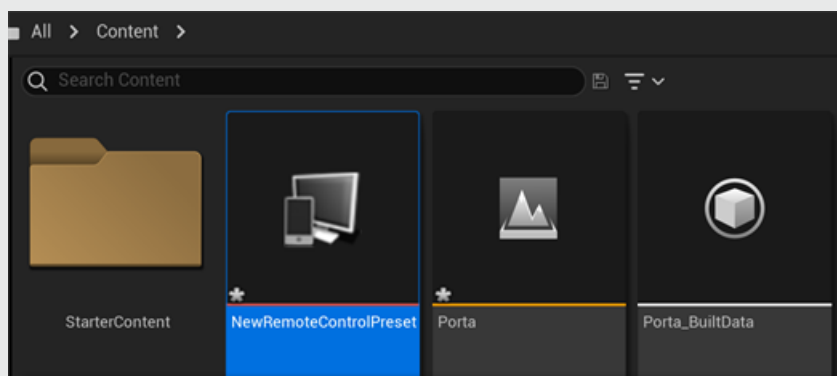 All > Content >
Search Content
StarterContent
NewRemoteControlPreset
Porta
Porta_BuiltData